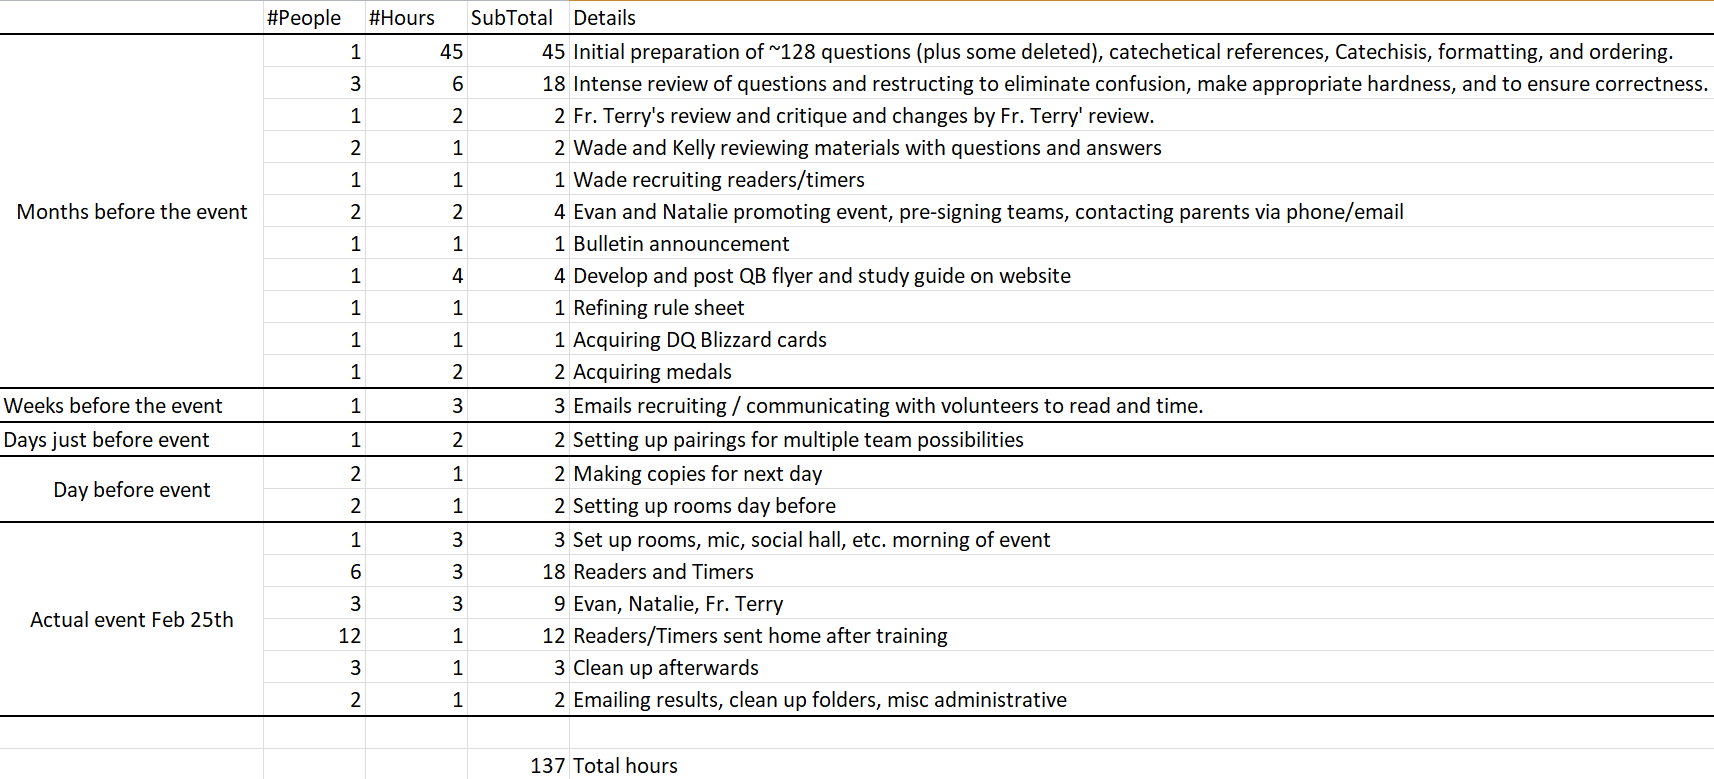 #People #Hours SubTotal Details
1 45 45 Initial preparation of ~128 questions (plus some deleted), catechetical references, Catechisis, formatting, and ordering.
3 6 18 Intense review of questions and restructing to eliminate confusion, make appropriate hardness, and to ensure correctness.
1 2 2 Fr. Terry's review and critique and changes by Fr. Terry' review.
2 1 2 Wade and Kelly reviewing materials with questions and answers
1 1 1 Wade recruiting readers/timers
Months before the event 2 2 4 Evan and Natalie promoting event, pre-signing teams, contacting parents via phone/email
1 1 1 Bulletin announcement
1 4 4 Develop and post QB flyer and study guide on website
1 1 1 Refining rule sheet
1 1 1 Acquiring DQ Blizzard cards
1 2 2 Acquiring medals
Weeks before the event 1 3 3 Emails recruiting / communicating with volunteers to read and time.
Days just before event 1 2 2 Setting up pairings for multiple team possibilities
Day before event 2 1 2 Making copies for next day
2 1 2 Setting up rooms day before
1 3 3 Set up rooms, mic, social hall, etc. morning of event
6 3 18 Readers and Timers
Actual event Feb 25th 3 3 9 Evan, Natalie, Fr. Terry
12 1 12 Readers/Timers sent home after training
3 1 3 Clean up afterwards
2 1 2 Emailing results, clean up folders, misc administrative
137 Total hours